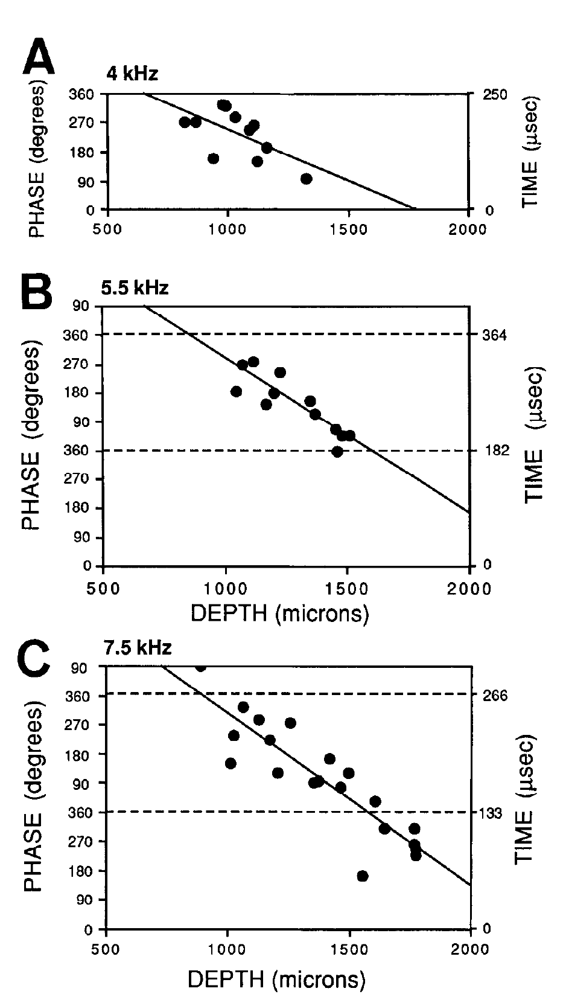 A
4 kHz
PHASE (degrees)
360
270
180
90
0
250
0
TIME (µsec)
500 1000 1500 2000
B
5.5 kHz
PHASE (degrees)
90
360
270
180
90
360
270
180
90
0
364
182
0
TIME (µsec)
500 1000 1500 2000
DEPTH (microns)
C
7.5 kHz
PHASE (degrees)
90
360
270
180
90
360
270
180
90
0
266
133
0
TIME (µsec)
500 1000 1500 2000
DEPTH (microns)